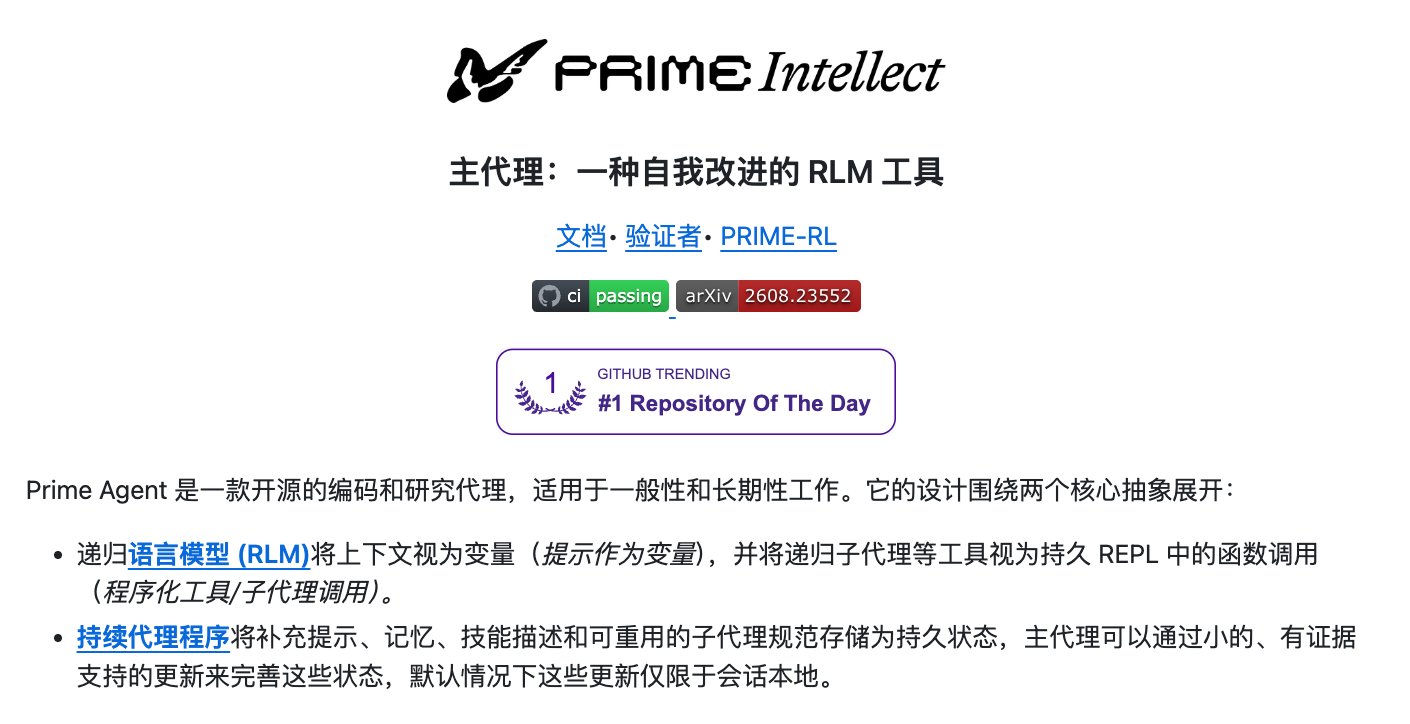 PRIME Intellect
主代理：一种自我改进的 RLM 工具
文档• 验证者• PRIME-RL
ci passing arXiv 2608.23552
1
GITHUB TRENDING
#1 Repository Of The Day
Prime Agent 是一款开源的编码和研究代理，适用于一般性和长期性工作。它的设计围绕两个核心抽象展开：
• 递归语言模型 (RLM)将上下文视为变量（提示作为变量），并将递归子代理等工具视为持久 REPL 中的函数调用
（程序化工具/子代理调用）。
• 持续代理程序将补充提示、记忆、技能描述和可重用的子代理规范存储为持久状态，主代理可以通过小的、有证据
支持的更新来完善这些状态，默认情况下这些更新仅限于会话本地。